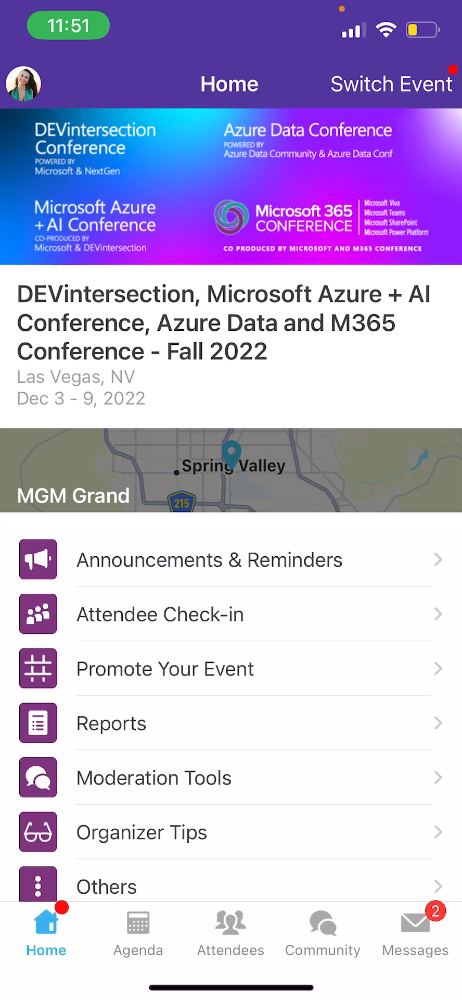 11:51
Home
Switch Event
DEVintersection
Conference
POWERED BY
Microsoft & NextGen
Azure Data Conference
POWERED BY
Azure Data Community & Azure Data Conf
Microsoft Azure
+ AI Conference
CO-PRODUCED BY
Microsoft & DEVintersection
Microsoft 365
CONFERENCE
Microsoft Viva
Microsoft Teams
Microsoft SharePoint
Microsoft Power Platform
CO PRODUCED BY MICROSOFT AND M365 CONFERENCE
DEVintersection, Microsoft Azure + AI
Conference, Azure Data and M365
Conference - Fall 2022
Las Vegas, NV
Dec 3 - 9, 2022
Spring Valley
MGM Grand
215
Announcements & Reminders
Attendee Check-in
Promote Your Event
Reports
Moderation Tools
Organizer Tips
Others
2
Home
Agenda
Attendees
Community
Messages